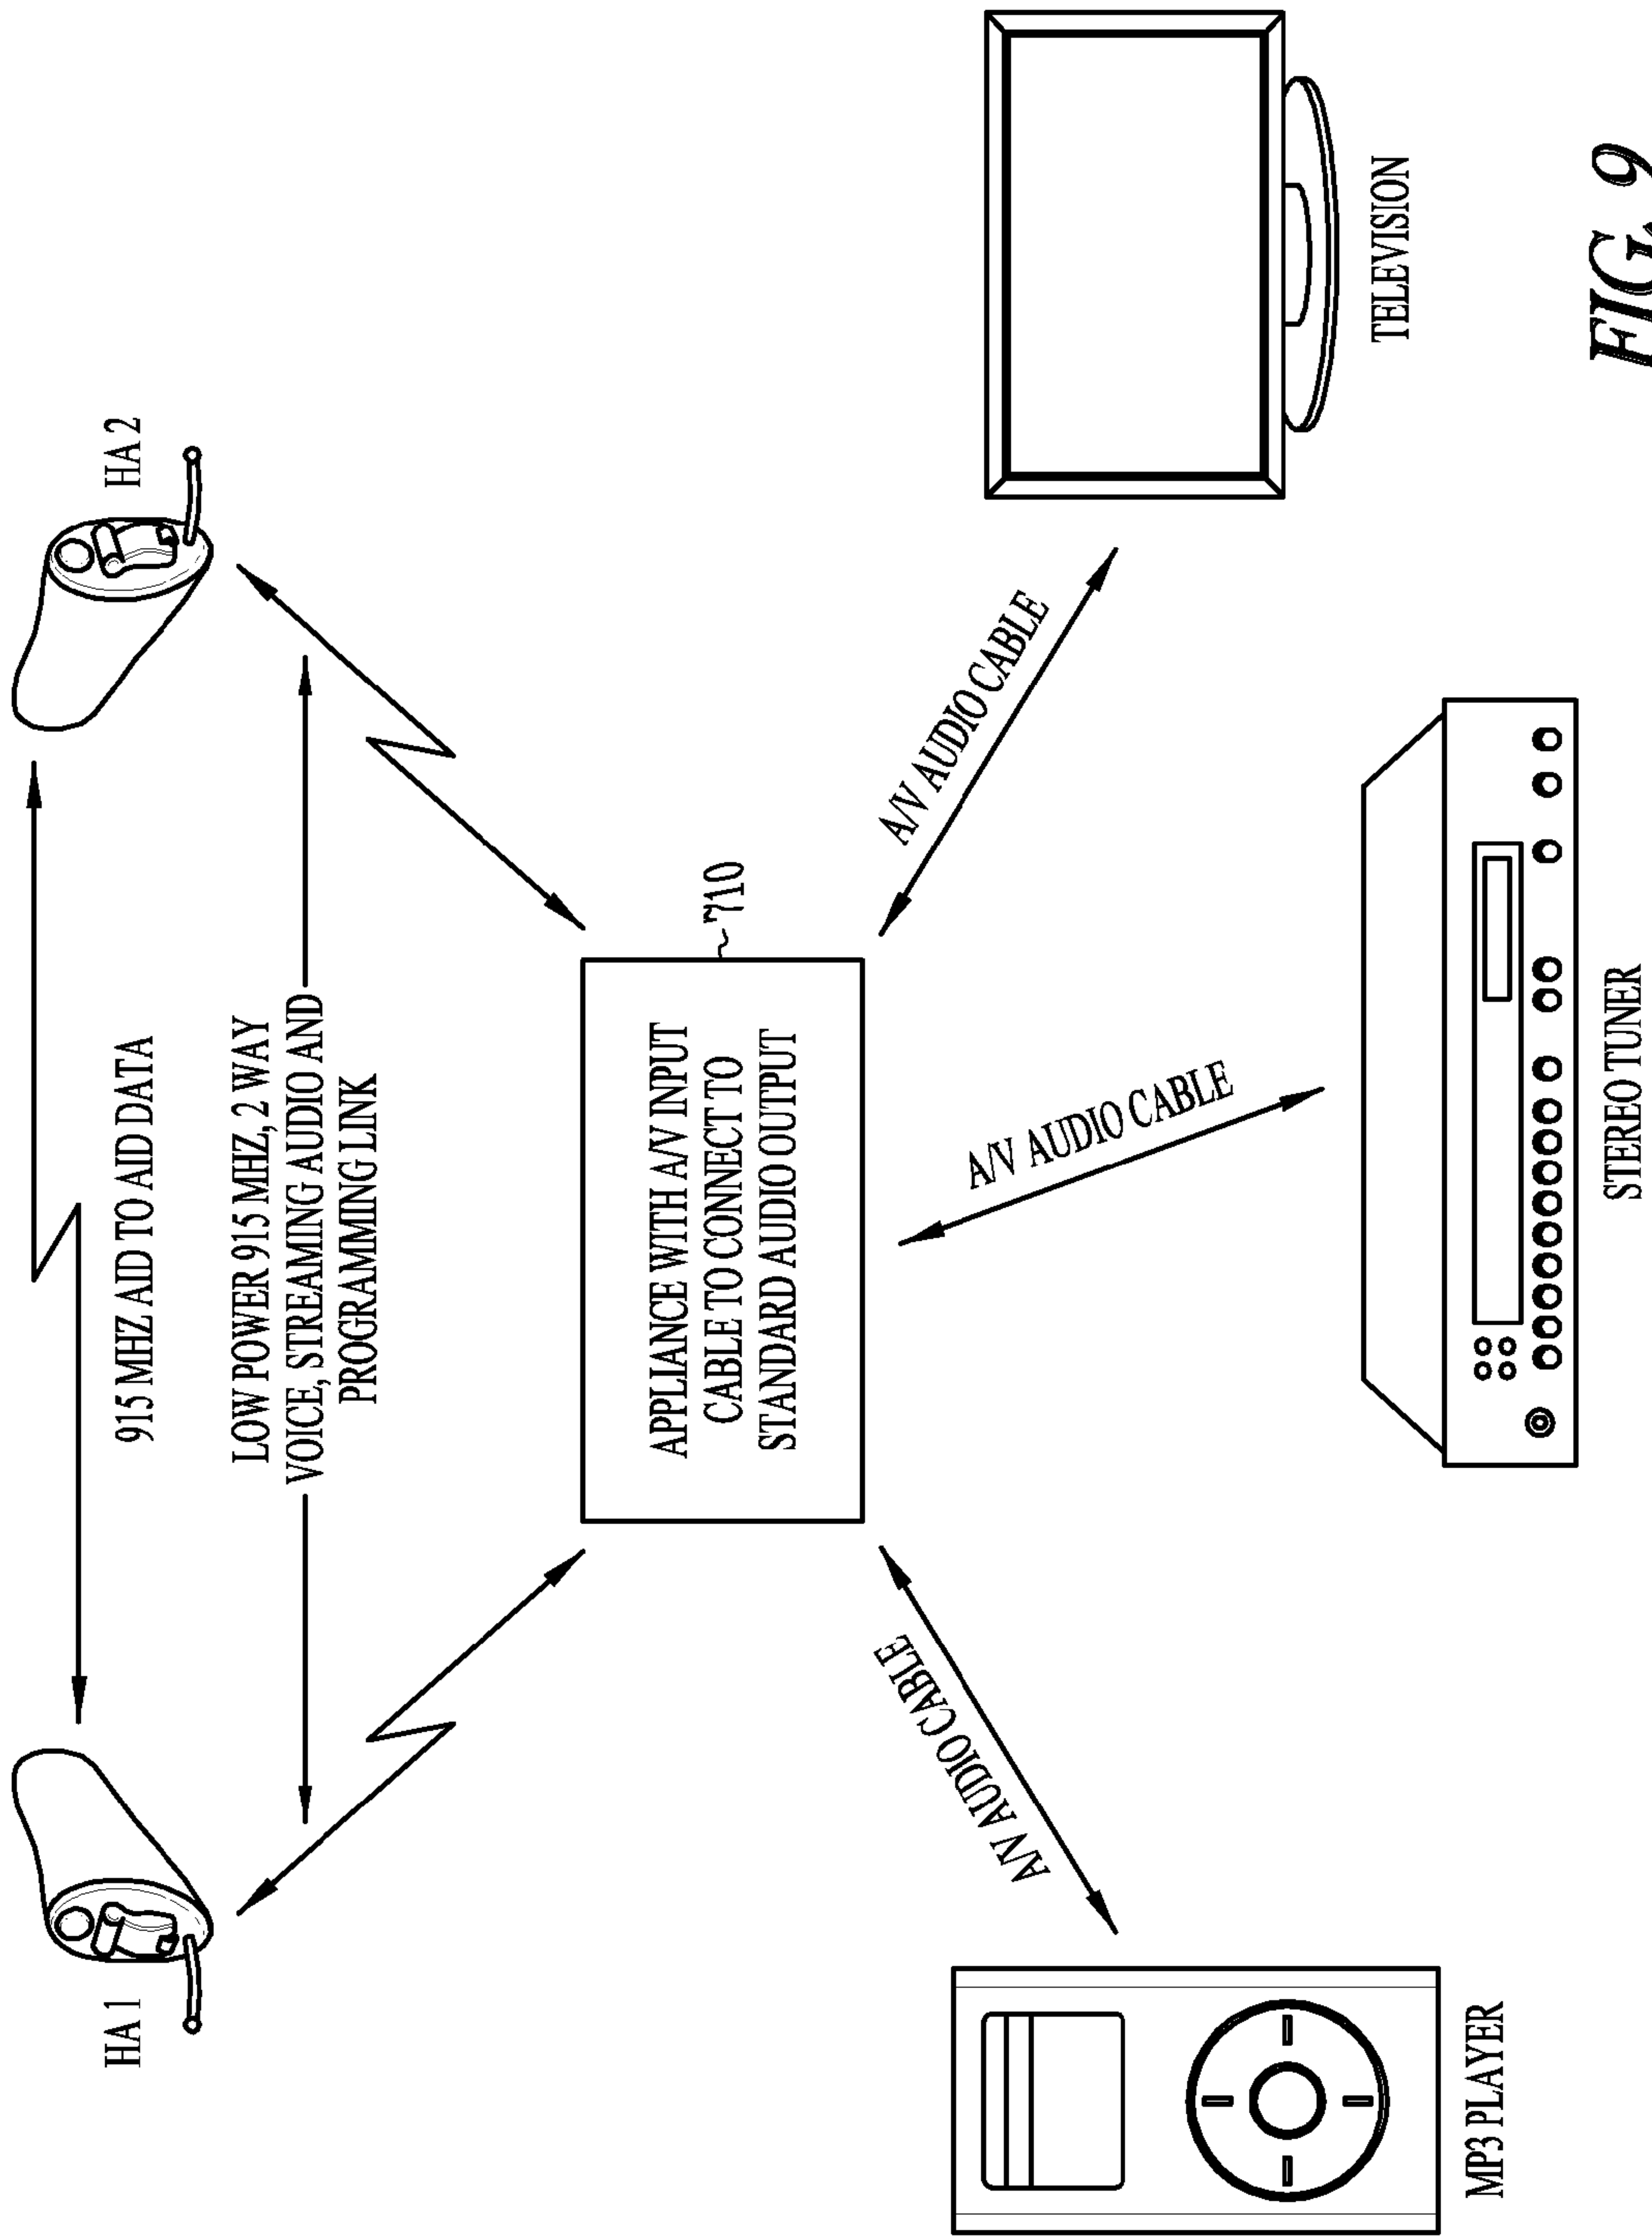 915 MHZ AID TO AID DATA
HA 1
HA 2
LOW POWER 915 MHZ, 2 WAY
VOICE, STREAMING AUDIO AND
PROGRAMMING LINK
APPLIANCE WITH A/V INPUT
CABLE TO CONNECT TO
STANDARD AUDIO OUTPUT
710
A/V AUDIO CABLE
A/V AUDIO CABLE
A/V AUDIO CABLE
MP3 PLAYER
STEREO TUNER
TELEVISION
FIG. 9